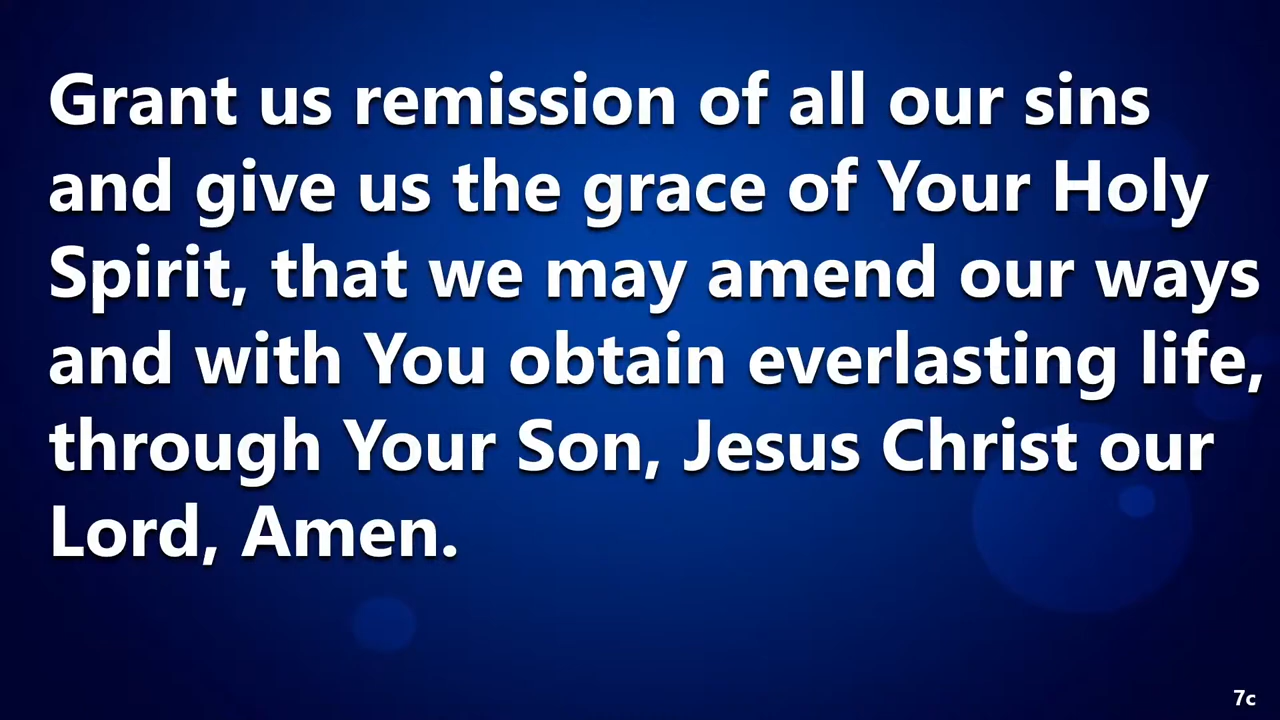 Grant us remission of all our sins
and give us the grace of Your Holy
Spirit, that we may amend our ways
and with You obtain everlasting life,
through Your Son, Jesus Christ our
Lord, Amen.
7c